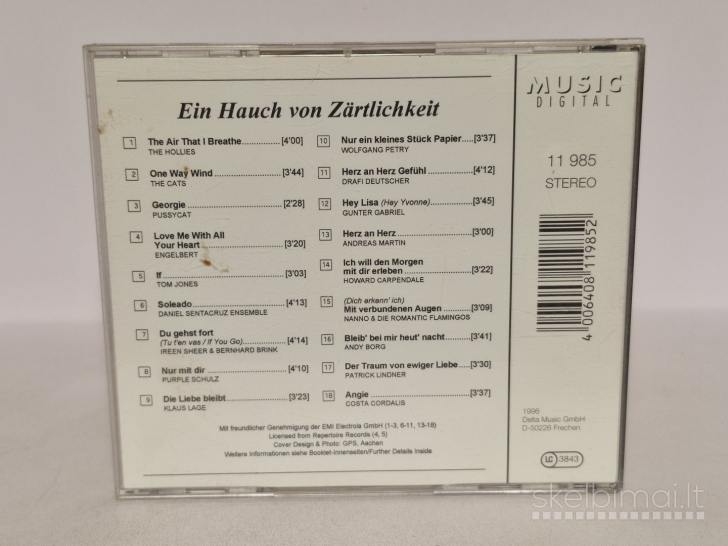 Ein Hauch von Zärtlichkeit
1 The Air That I Breathe................[4'00]
THE HOLLIES
2 One Way Wind................[3'44]
THE CATS
3 Georgie................[2'28]
PUSSYCAT
4 Love Me With All
Your Heart................[3'20]
ENGELBERT
5 If................[3'03]
TOM JONES
6 Soleado................[4'13]
DANIEL SENTACRUZ ENSEMBLE
7 Du gehst fort
(Tu t'en vas / If You Go)................[4'14]
IREEN SHEER & BERNHARD BRINK
8 Nur mit dir................[4'10]
PURPLE SCHULZ
9 Die Liebe bleibt................[3'23]
KLAUS LAGE
10 Nur ein kleines Stück Papier.....[3'37]
WOLFGANG PETRY
11 Herz an Herz Gefühl................[4'12]
DRAFI DEUTSCHER
12 Hey Lisa (Hey Yvonne)................[3'45]
GUNTER GABRIEL
13 Herz an Herz................[3'00]
ANDREAS MARTIN
14 Ich will den Morgen
mit dir erleben................[3'22]
HOWARD CARPENDALE
15 (Dich erkenn' ich)
Mit verbundenen Augen..........[3'09]
NANNO & DIE ROMANTIC FLAMINGOS
16 Bleib' bei mir heut' nacht..........[3'41]
ANDY BORG
17 Der Traum von ewiger Liebe.....[3'30]
PATRICK LINDNER
18 Angie................[3'37]
COSTA CORDALIS
Mit freundlicher Genehmigung der EMI Electrola GmbH (1-3, 6-11, 13-18)
Licensed from Repertoire Records (4, 5)
Cover Design & Photo: GPS, Aachen
Weitere Informationen siehe Booklet-Innenseiten/Further Details Inside
MUSIC
DIGITAL
11 985
STEREO
4 006408 119852
1996
Delta Music GmbH
D-50226 Frechen
LC 3843
skelbimai.lt